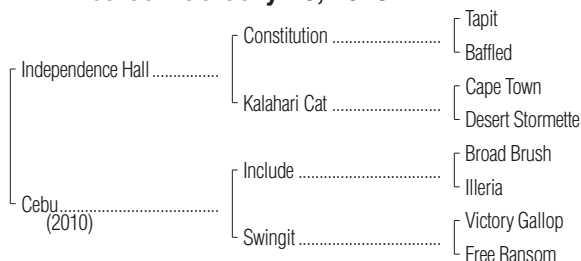 Tapit
Constitution
Baffled
Independence Hall
Cape Town
Kalahari Cat
Desert Stormette
Broad Brush
Include
Illeria
Cebu
(2010)
Victory Gallop
Swingit
Free Ransom